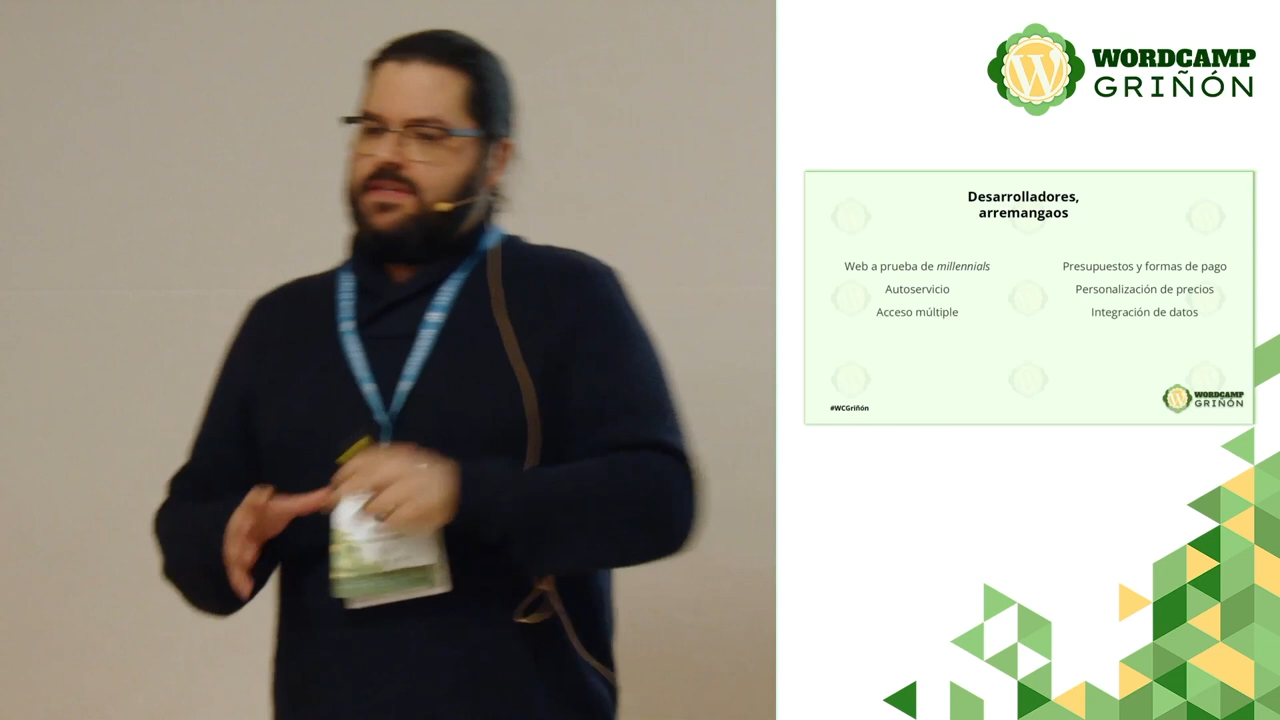 WORDCAMP
GRIÑÓN
Desarrolladores,
arremangaos
Web a prueba de millennials
Autoservicio
Acceso múltiple
Presupuestos y formas de pago
Personalización de precios
Integración de datos
#WCGriñón
WORDCAMP
GRIÑÓN